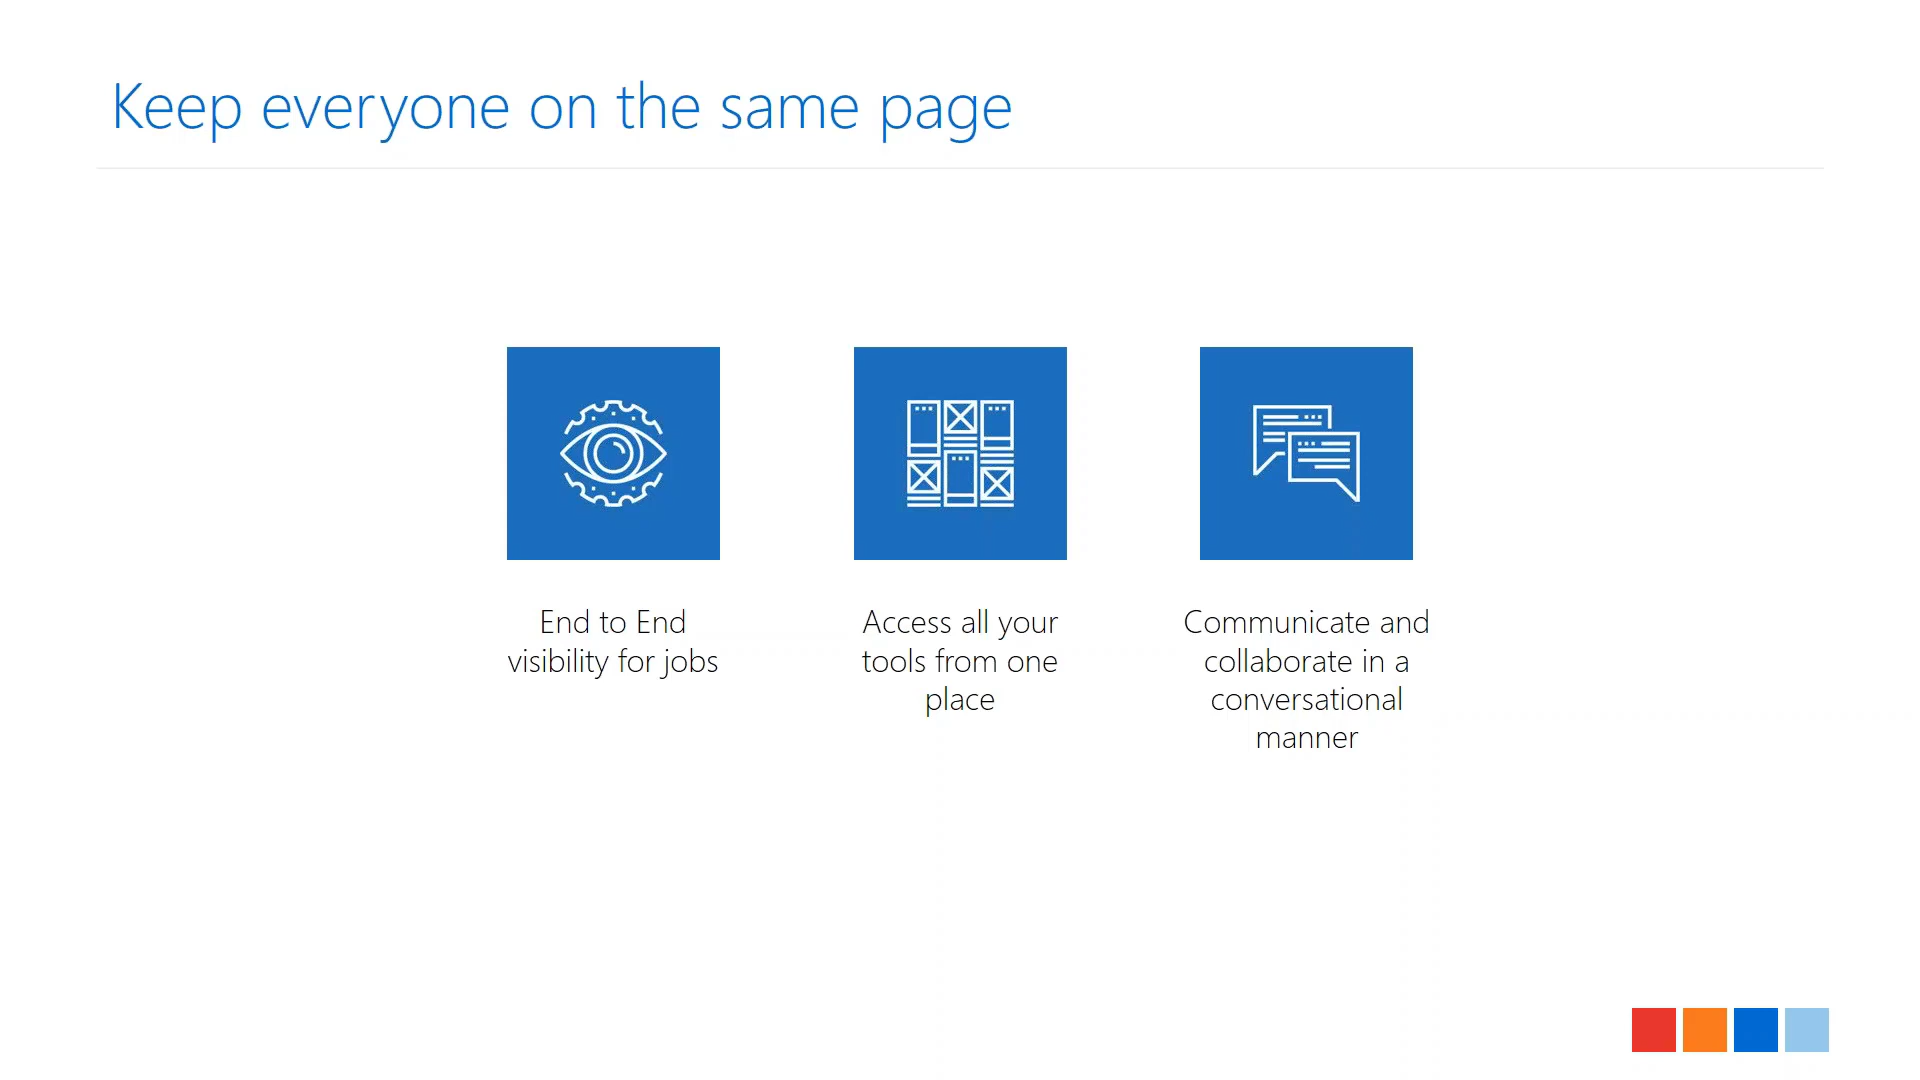 Keep everyone on the same page
End to End
visibility for jobs
Access all your
tools from one
place
Communicate and
collaborate in a
conversational
manner